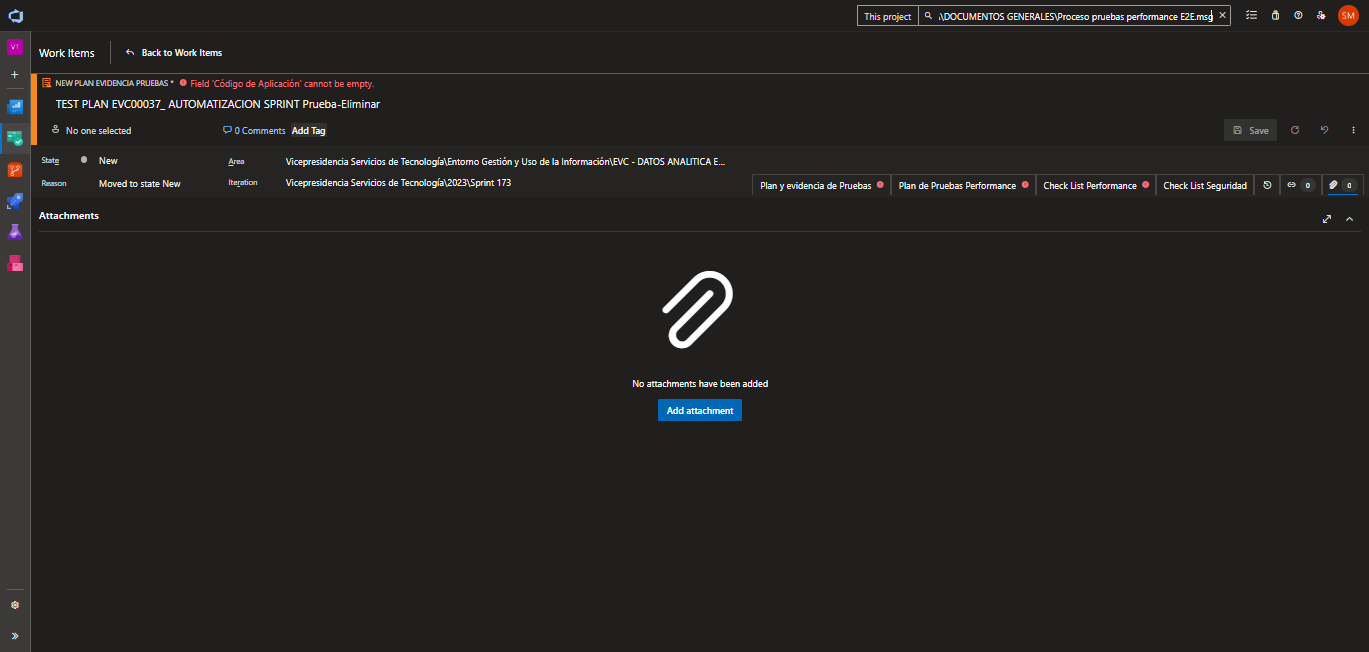 This project
\DOCUMENTOS GENERALES\Proceso pruebas performance E2E.msg
SM
VT
Work Items
Back to Work Items
NEW PLAN EVIDENCIA PRUEBAS * Field 'Código de Aplicación' cannot be empty.
TEST PLAN EVC00037_ AUTOMATIZACION SPRINT Prueba-Eliminar
No one selected
0 Comments
Add Tag
Save
State
New
Area
Vicepresidencia Servicios de Tecnología\Entorno Gestión y Uso de la Información\EVC - DATOS ANALITICA E...
Reason
Moved to state New
Iteration
Vicepresidencia Servicios de Tecnología\2023\Sprint 173
Plan y evidencia de Pruebas
Plan de Pruebas Performance
Check List Performance
Check List Seguridad
0
0
Attachments
No attachments have been added
Add attachment